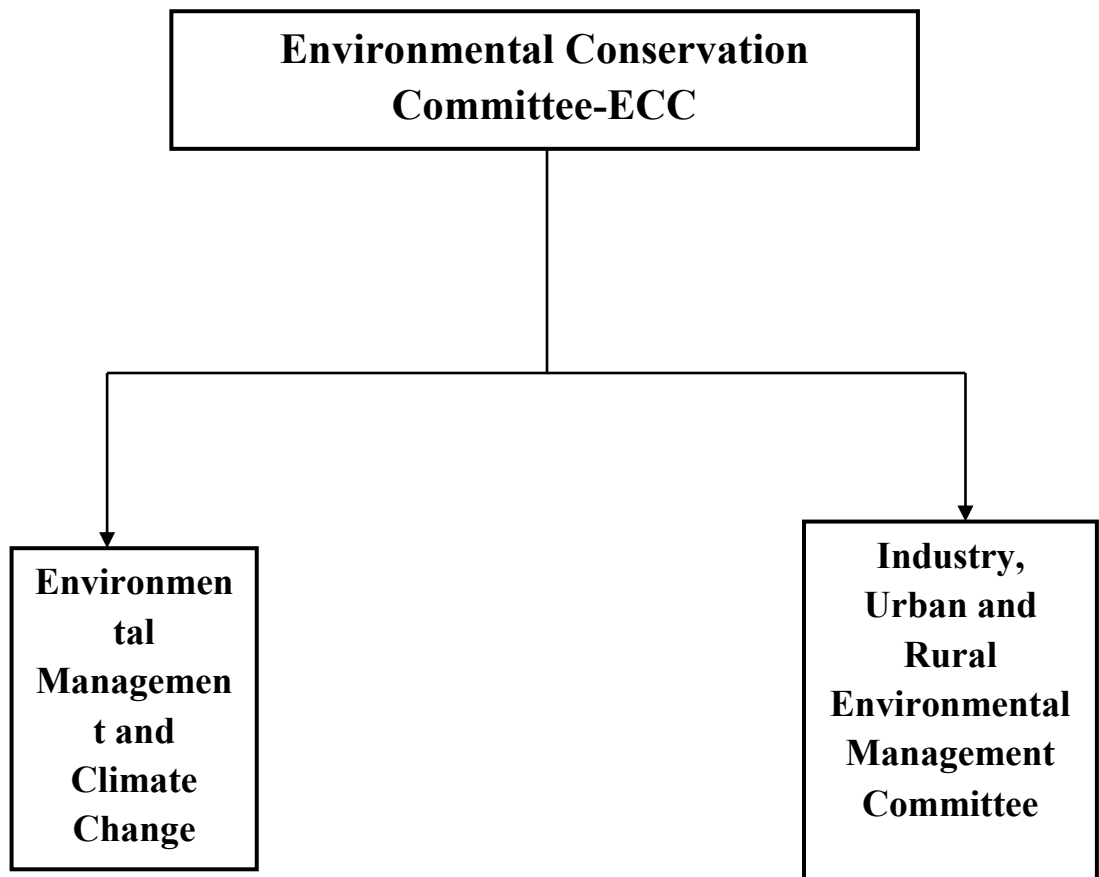 Environmental Conservation
Committee-ECC
Environmen
tal
Managemen
t and
Climate
Change
Industry,
Urban and
Rural
Environmental
Management
Committee